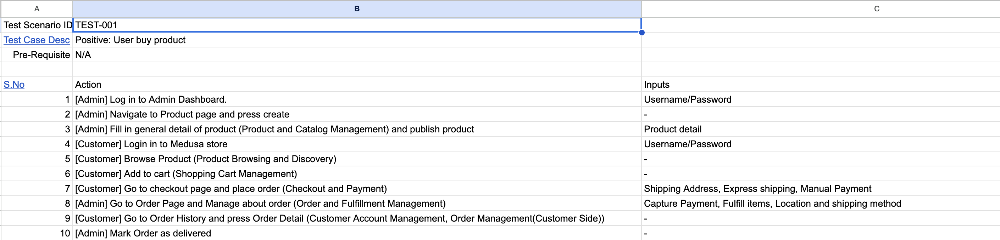 A B C
Test Scenario ID TEST-001
Test Case Desc Positive: User buy product
Pre-Requisite N/A
S.No Action Inputs
1 [Admin] Log in to Admin Dashboard. Username/Password
2 [Admin] Navigate to Product page and press create -
3 [Admin] Fill in general detail of product (Product and Catalog Management) and publish product Product detail
4 [Customer] Login in to Medusa store Username/Password
5 [Customer] Browse Product (Product Browsing and Discovery) -
6 [Customer] Add to cart (Shopping Cart Management) -
7 [Customer] Go to checkout page and place order (Checkout and Payment) Shipping Address, Express shipping, Manual Payment
8 [Admin] Go to Order Page and Manage about order (Order and Fulfillment Management) Capture Payment, Fulfill items, Location and shipping method
9 [Customer] Go to Order History and press Order Detail (Customer Account Management, Order Management(Customer Side)) -
10 [Admin] Mark Order as delivered -